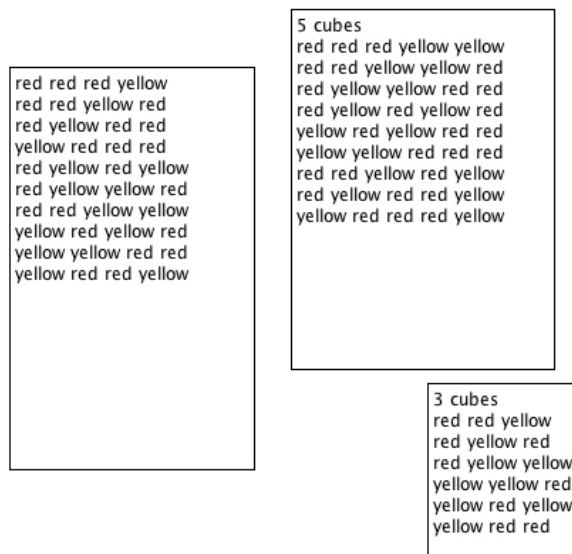 red red red yellow
red red yellow red
red yellow red red
yellow red red red
red yellow red yellow
red yellow yellow red
red red yellow yellow
yellow red yellow red
yellow yellow red red
yellow red red yellow
5 cubes
red red red yellow yellow
red red yellow yellow red
red yellow yellow red red
red yellow red yellow red
yellow red yellow red red
yellow yellow red red red
red red yellow red yellow
red yellow red red yellow
yellow red red red yellow
3 cubes
red red yellow
red yellow red
red yellow yellow
yellow yellow red
yellow red yellow
yellow red red